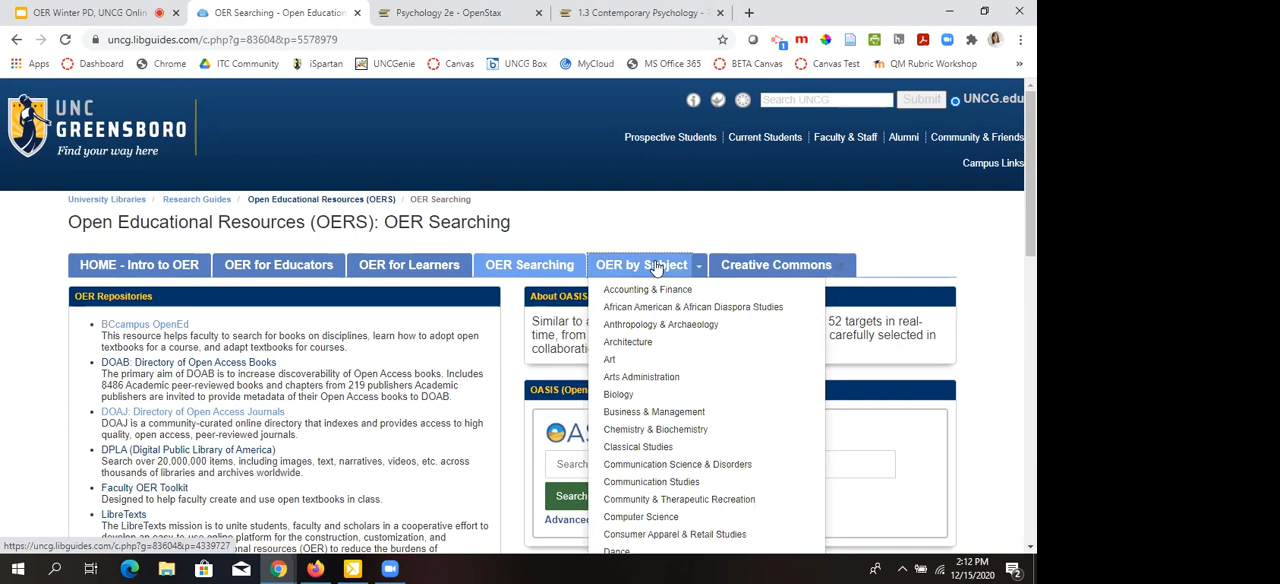 OER Winter PD, UNCG Onlin
OER Searching - Open Education
Psychology 2e - OpenStax
1.3 Contemporary Psychology -
uncg.libguides.com/c.php?g=83604&p=5578979
Apps
Dashboard
Chrome
ITC Community
iSpartan
UNCGenie
Canvas
UNCG Box
MyCloud
MS Office 365
BETA Canvas
Canvas Test
QM Rubric Workshop
UNC
GREENSBORO
Find your way here
Search UNCG
Submit
UNCG.edu
Prospective Students
Current Students
Faculty & Staff
Alumni
Community & Friends
Campus Links
University Libraries / Research Guides / Open Educational Resources (OERS) / OER Searching
Open Educational Resources (OERS): OER Searching
HOME - Intro to OER
OER for Educators
OER for Learners
OER Searching
OER by Subject
Creative Commons
OER Repositories
BCcampus OpenEd
This resource helps faculty to search for books on disciplines, learn how to adopt open
textbooks for a course, and adapt textbooks for courses.
DOAB: Directory of Open Access Books
The primary aim of DOAB is to increase discoverability of Open Access Books. Includes
8486 Academic peer-reviewed books and chapters from 219 publishers Academic
publishers are invited to provide metadata of their Open Access books to DOAB.
DOAJ: Directory of Open Access Journals
DOAJ is a community-curated online directory that indexes and provides access to high
quality, open access, peer-reviewed journals.
DPLA (Digital Public Library of America)
Search over 20,000,000 items, including images, text, narratives, videos, etc. across
thousands of libraries and archives worldwide.
Faculty OER Toolkit
Designed to help faculty create and use open textbooks in class.
LibreTexts
The LibreTexts mission is to unite students, faculty and scholars in a cooperative effort to
develop an easy-to-use online platform for the construction, customization, and
onal resources (OER) to reduce the burdens of
https://uncg.libguides.com/c.php?g=83604&p=4339727
About OASIS
Similar to a
52 targets in real-
time, from
carefully selected in
collaborati
OASIS (Open
OAS
Search
Search
Advanced
Accounting & Finance
African American & African Diaspora Studies
Anthropology & Archaeology
Architecture
Art
Arts Administration
Biology
Business & Management
Chemistry & Biochemistry
Classical Studies
Communication Science & Disorders
Communication Studies
Community & Therapeutic Recreation
Computer Science
Consumer Apparel & Retail Studies
Dance
2:12 PM
12/15/2020